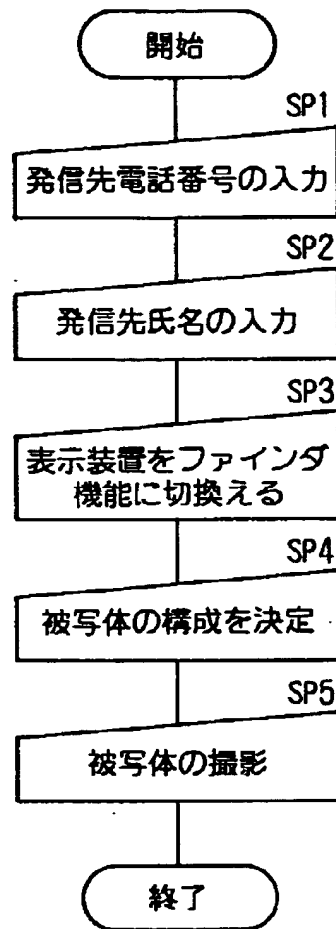 開始
SP1
発信先電話番号の入力
SP2
発信先氏名の入力
SP3
表示装置をファインダ
機能に切換える
SP4
被写体の構成を決定
SP5
被写体の撮影
終了